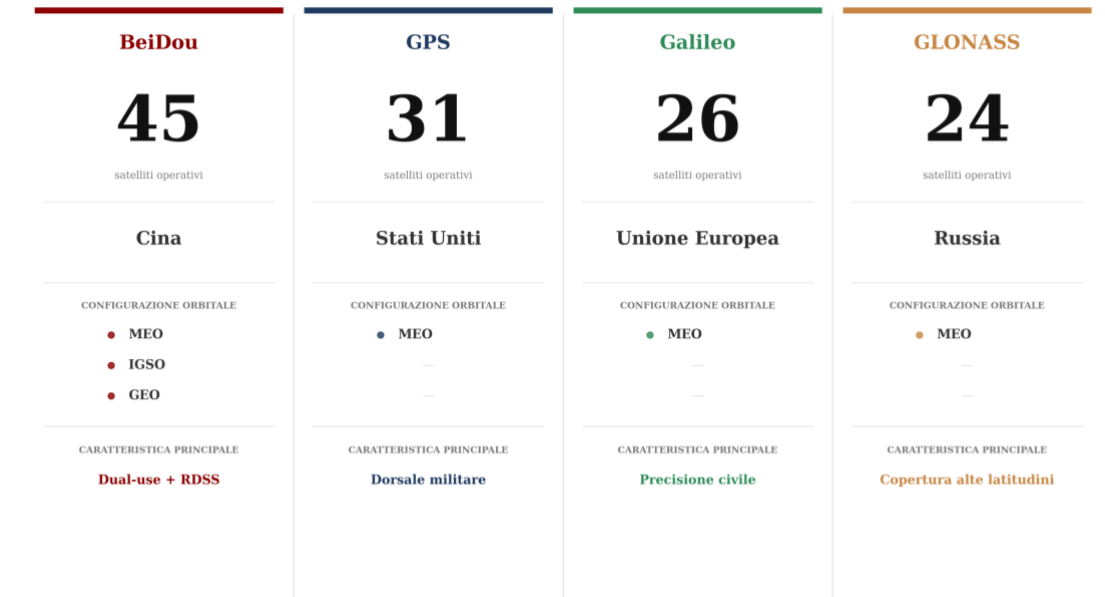 BeiDou
45
satelliti operativi
Cina
CONFIGURAZIONE ORBITALE
MEO
IGSO
GEO
CARATTERISTICA PRINCIPALE
Dual-use + RDSS
GPS
31
satelliti operativi
Stati Uniti
CONFIGURAZIONE ORBITALE
MEO
—
—
CARATTERISTICA PRINCIPALE
Dorsale militare
Galileo
26
satelliti operativi
Unione Europea
CONFIGURAZIONE ORBITALE
MEO
—
—
CARATTERISTICA PRINCIPALE
Precisione civile
GLONASS
24
satelliti operativi
Russia
CONFIGURAZIONE ORBITALE
MEO
—
—
CARATTERISTICA PRINCIPALE
Copertura alte latitudini